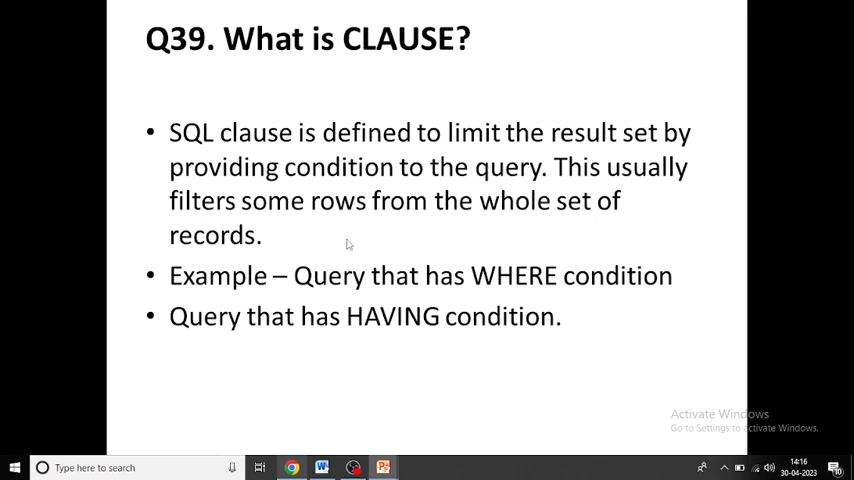 Q39. What is CLAUSE?
• SQL clause is defined to limit the result set by
providing condition to the query. This usually
filters some rows from the whole set of
records.
• Example – Query that has WHERE condition
• Query that has HAVING condition.
Activate Windows
Go to Settings to activate Windows.
Type here to search
14:16
30-04-2023
10